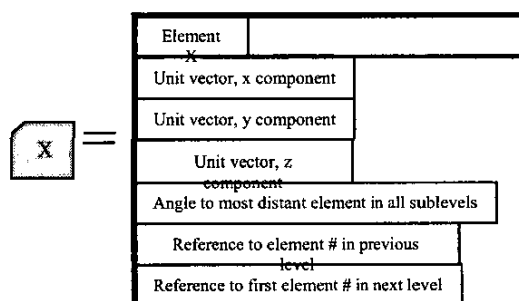 Element
X
Unit vector, x component
Unit vector, y component
X =
Unit vector, z
component
Angle to most distant element in all sublevels
Reference to element # in previous
level
Reference to first element # in next level